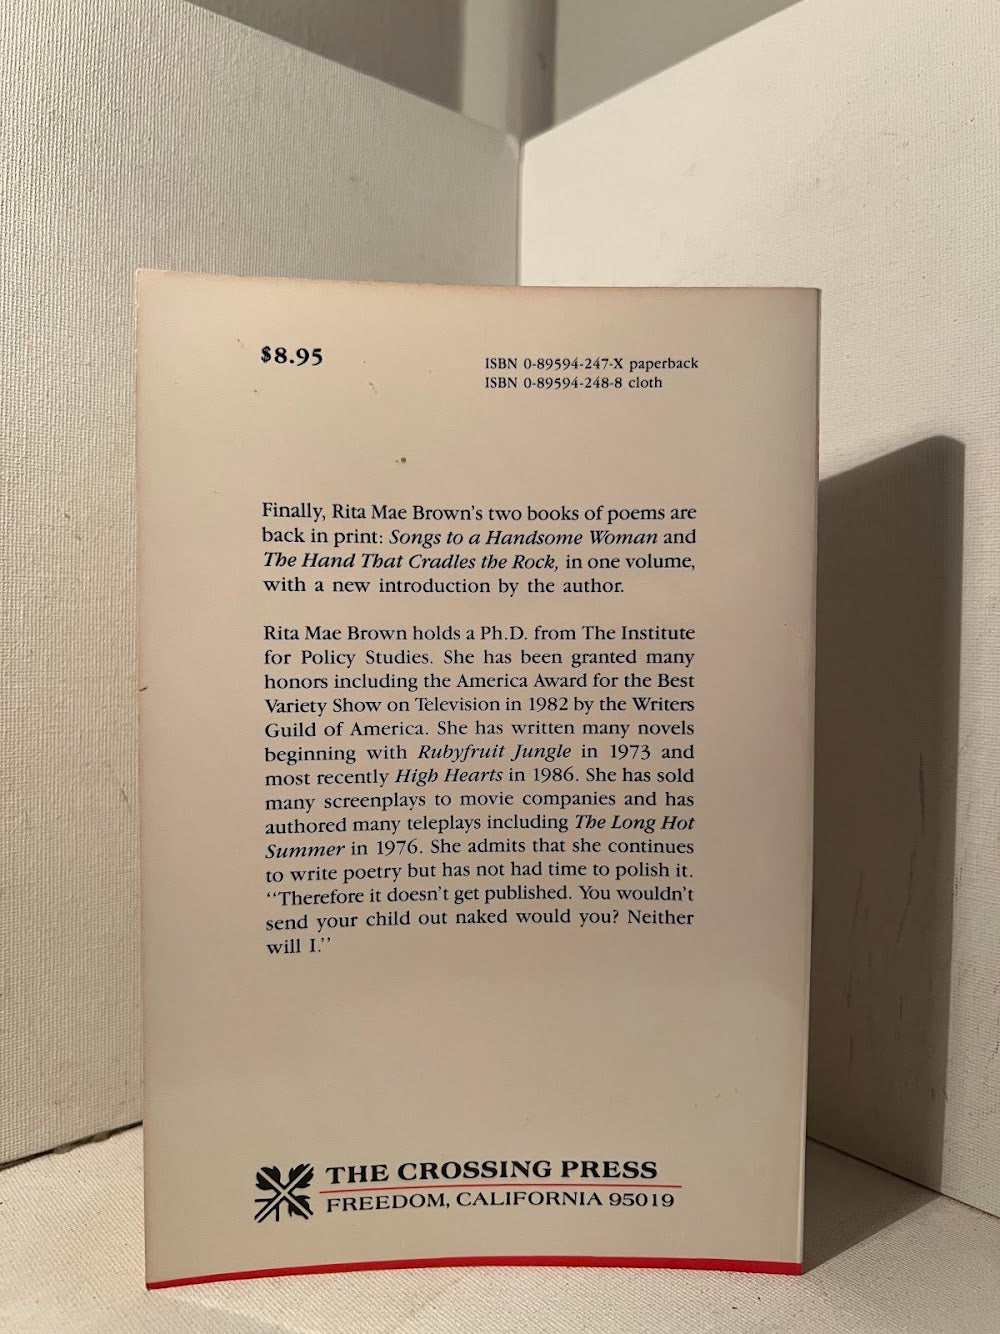 $8.95
ISBN 0-89594-247-X paperback
ISBN 0-89594-248-8 cloth
Finally, Rita Mae Brown's two books of poems are
back in print: Songs to a Handsome Woman and
The Hand That Cradles the Rock, in one volume,
with a new introduction by the author.
Rita Mae Brown holds a Ph.D. from The Institute
for Policy Studies. She has been granted many
honors including the America Award for the Best
Variety Show on Television in 1982 by the Writers
Guild of America. She has written many novels
beginning with Rubyfruit Jungle in 1973 and
most recently High Hearts in 1986. She has sold
many screenplays to movie companies and has
authored many teleplays including The Long Hot
Summer in 1976. She admits that she continues
to write poetry but has not had time to polish it.
‘‘Therefore it doesn't get published. You wouldn't
send your child out naked would you? Neither
will I.’’
THE CROSSING PRESS
FREEDOM, CALIFORNIA 95019